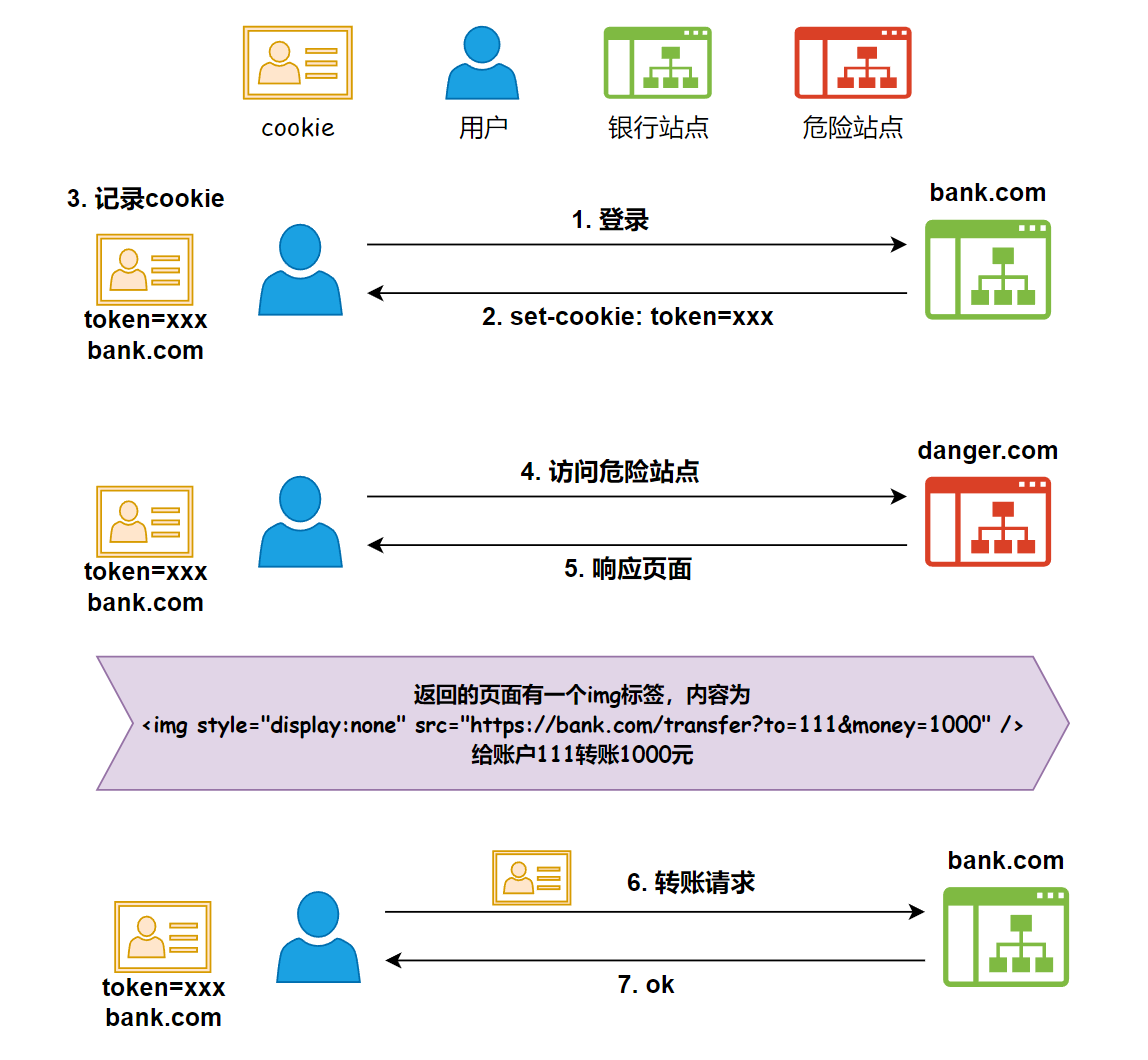 cookie
用户
银行站点
危险站点
3. 记录cookie
bank.com
1. 登录
2. set-cookie: token=xxx
token=xxx
bank.com
danger.com
4. 访问危险站点
5. 响应页面
token=xxx
bank.com
返回的页面有一个img标签，内容为
<img style="display:none" src="https://bank.com/transfer?to=111&money=1000" />
给账户111转账1000元
bank.com
6. 转账请求
7. ok
token=xxx
bank.com